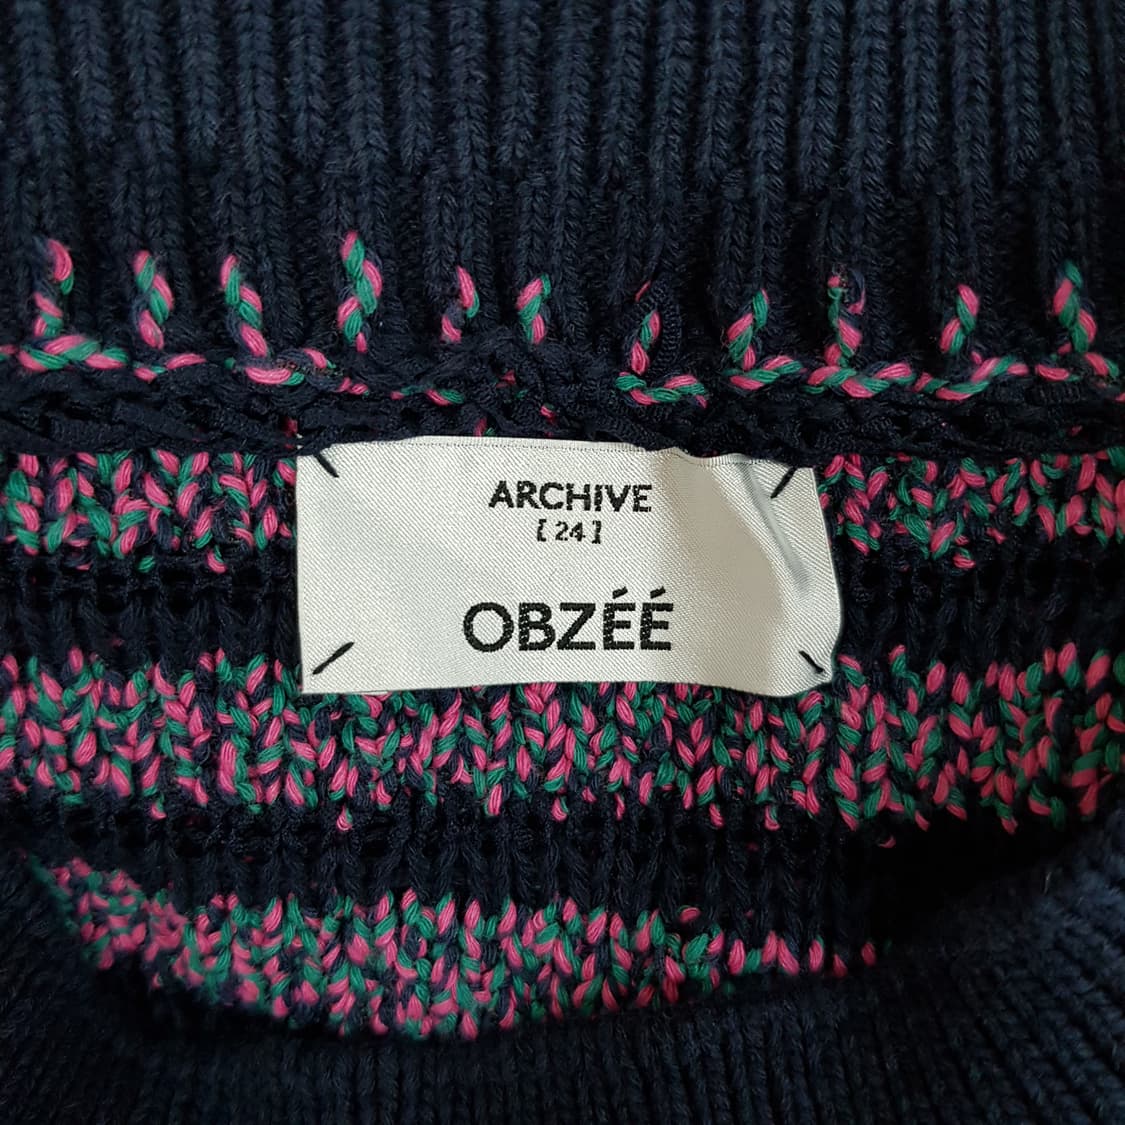 ARCHIVE
[ 24 ]
OBZÉÉ